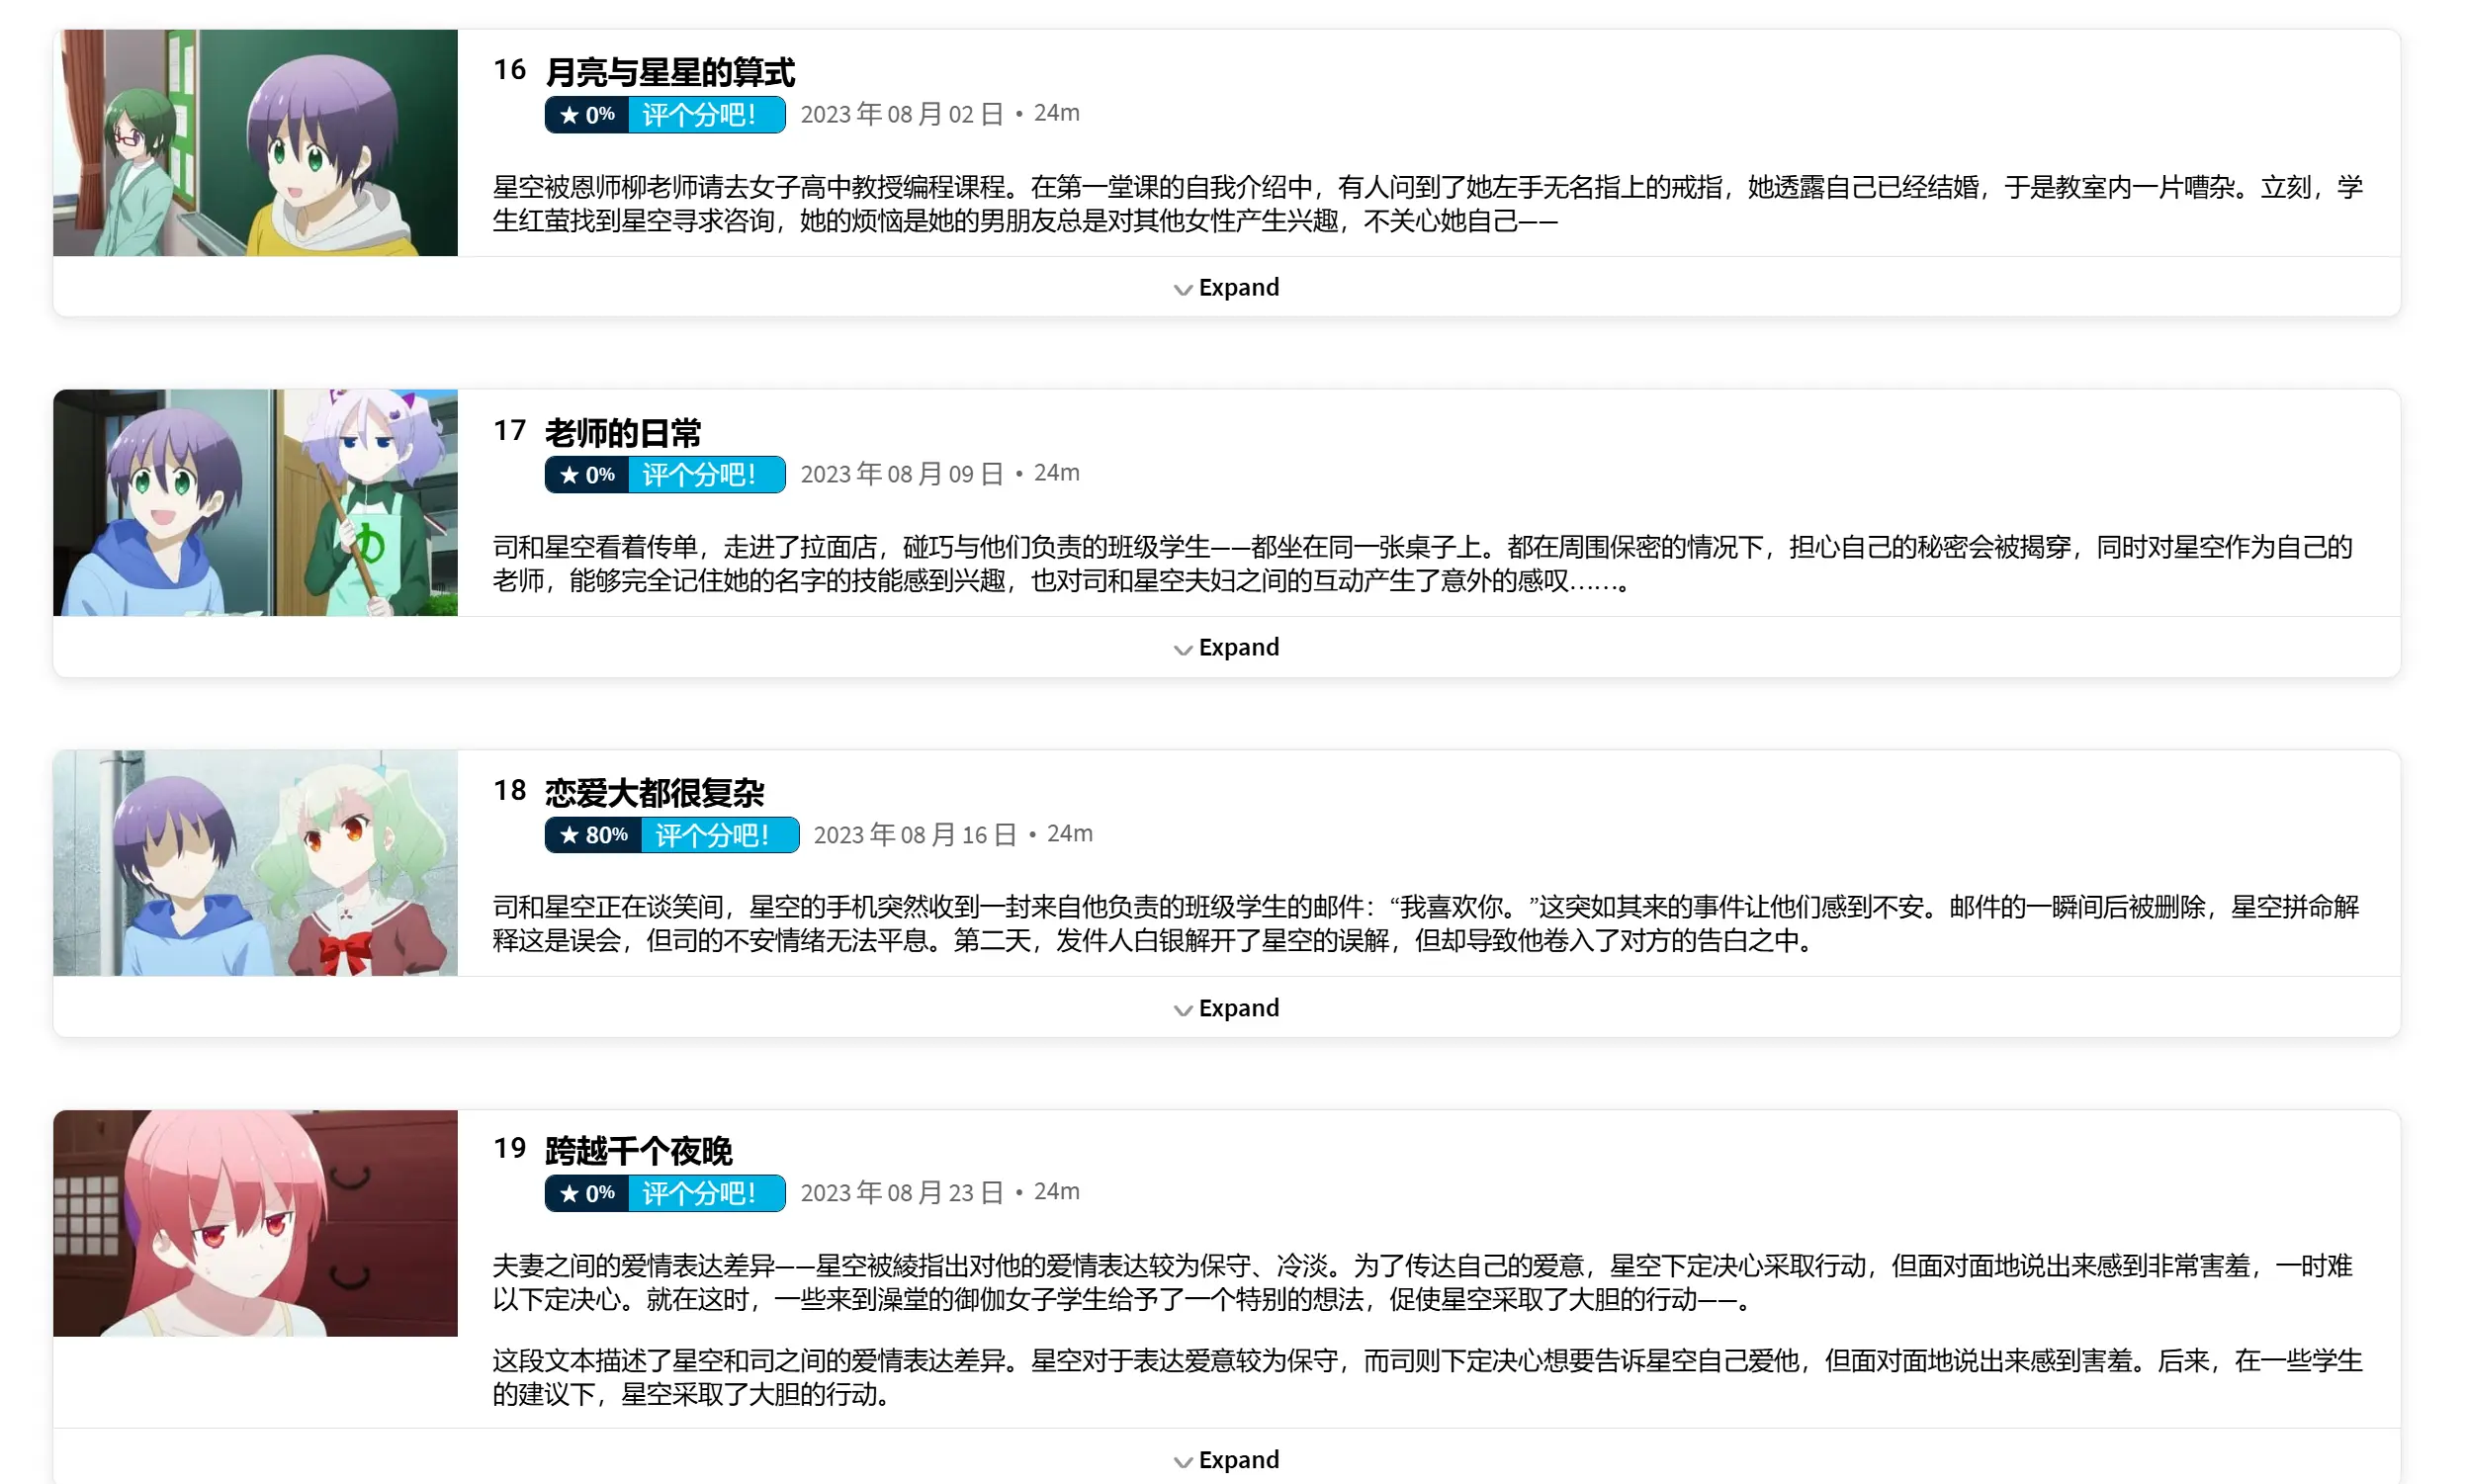 16 月亮与星星的算式
★ 0% 评个分吧！ 2023 年 08 月 02 日 • 24m
星空被恩师柳老师请去女子高中教授编程课程。在第一堂课的自我介绍中，有人问到了她左手无名指上的戒指，她透露自己已经结婚，于是教室内一片嘈杂。立刻，学
生红萤找到星空寻求咨询，她的烦恼是她的男朋友总是对其他女性产生兴趣，不关心她自己——
Expand
17 老师的日常
★ 0% 评个分吧！ 2023 年 08 月 09 日 • 24m
司和星空看着传单，走进了拉面店，碰巧与他们负责的班级学生——都坐在同一张桌子上。都在周围保密的情况下，担心自己的秘密会被揭穿，同时对星空作为自己的
老师，能够完全记住她的名字的技能感到兴趣，也对司和星空夫妇之间的互动产生了意外的感叹……。
Expand
18 恋爱大都很复杂
★ 80% 评个分吧！ 2023 年 08 月 16 日 • 24m
司和星空正在谈笑间，星空的手机突然收到一封来自他负责的班级学生的邮件：“我喜欢你。”这突如其来的事件让他们感到不安。邮件的一瞬间后被删除，星空拼命解
释这是误会，但司的不安情绪无法平息。第二天，发件人白银解开了星空的误解，但却导致他卷入了对方的告白之中。
Expand
19 跨越千个夜晚
★ 0% 评个分吧！ 2023 年 08 月 23 日 • 24m
夫妻之间的爱情表达差异——星空被綾指出对他的爱情表达较为保守、冷淡。为了传达自己的爱意，星空下定决心采取行动，但面对面地说出来感到非常害羞，一时难
以下定决心。就在这时，一些来到澡堂的御伽女子学生给予了一个特别的想法，促使星空采取了大胆的行动——。
这段文本描述了星空和司之间的爱情表达差异。星空对于表达爱意较为保守，而司则下定决心想要告诉星空自己爱他，但面对面地说出来感到害羞。后来，在一些学生
的建议下，星空采取了大胆的行动。
Expand